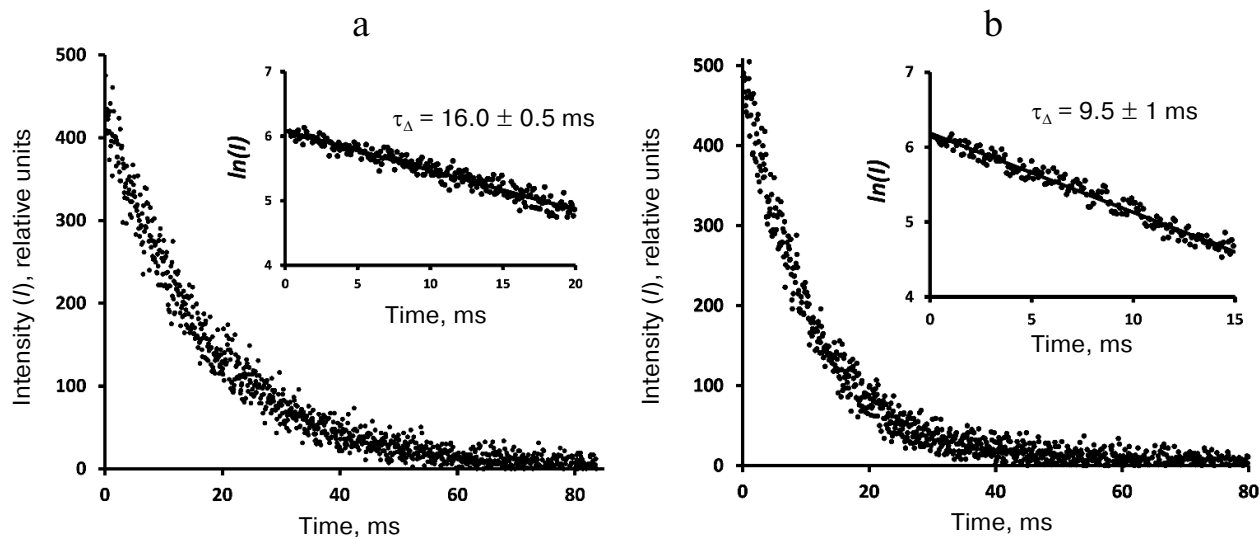 a
Intensity (I), relative units
500
400
300
200
100
0
0 20 40 60 80
Time, ms
ln(I)
7
6
5
4
0 5 10 15 20
Time, ms
τΔ = 16.0 ± 0.5 ms
b
Intensity (I), relative units
500
400
300
200
100
0
0 20 40 60 80
Time, ms
ln(I)
7
6
5
4
0 5 10 15
Time, ms
τΔ = 9.5 ± 1 ms